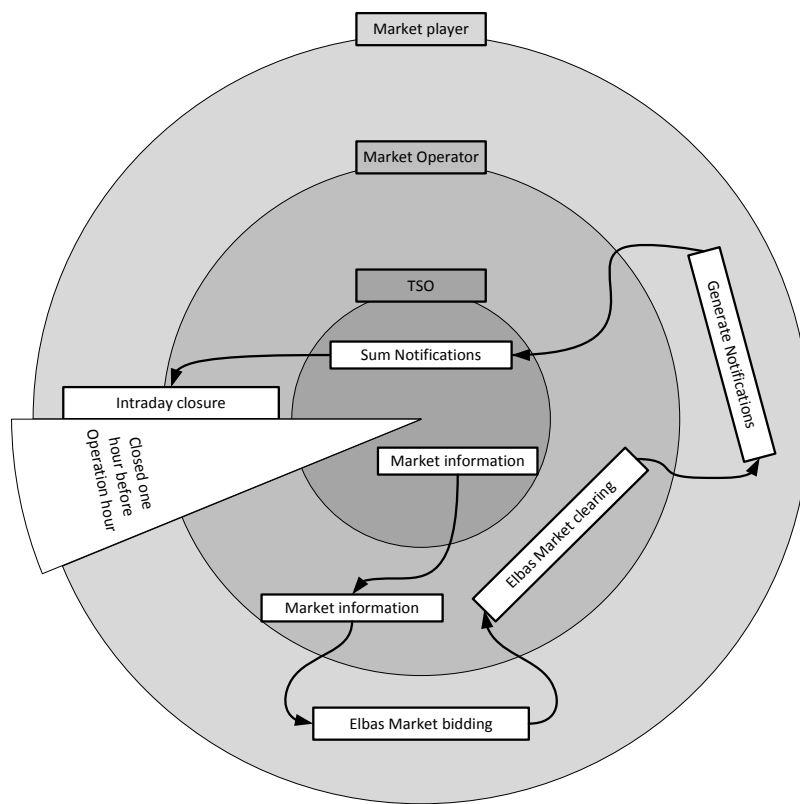 Market player
Market Operator
TSO
Generate Notifications
Sum Notifications
Intraday closure
Closed one
hour before
Operation hour
Market information
Elbas Market clearing
Market information
Elbas Market bidding